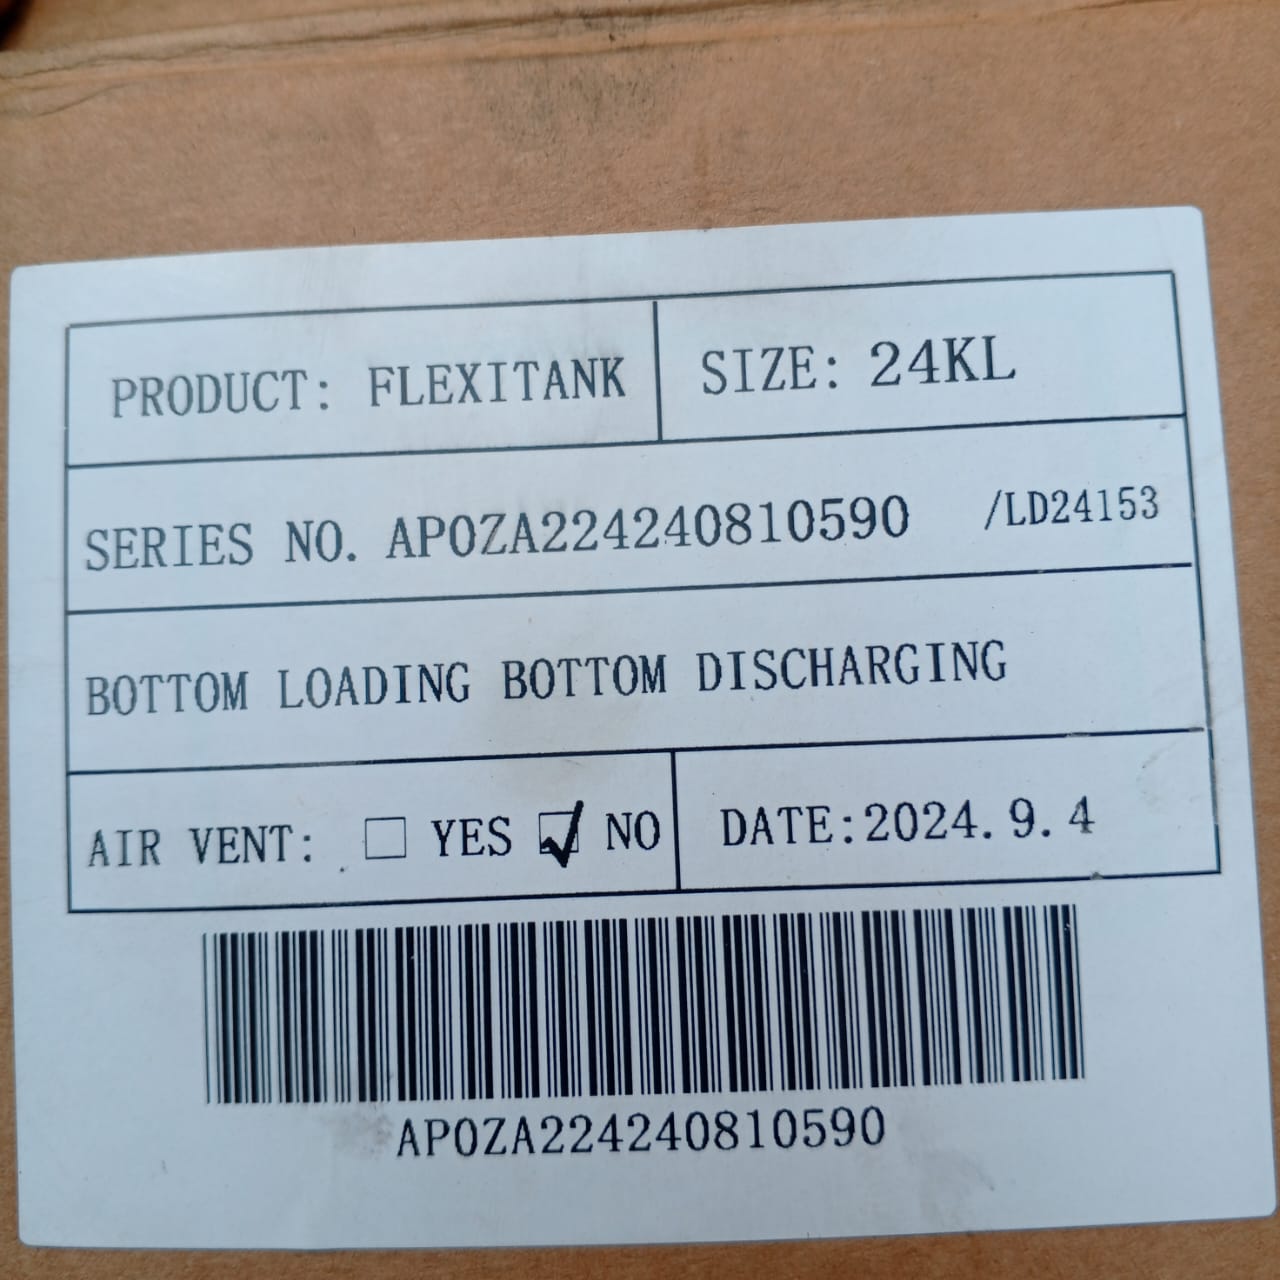 PRODUCT: FLEXITANK
SIZE: 24KL
SERIES NO. APOZA224240810590 /LD24153
BOTTOM LOADING BOTTOM DISCHARGING
AIR VENT: ☐ YES ☑ NO
DATE:2024.9.4
APOZA224240810590